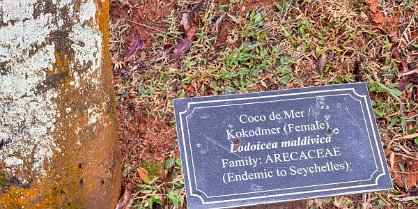 Coco de Mer /
Kokodmer (Female)
Lodoicea maldivica
Family: ARECACEAE
(Endemic to Seychelles)